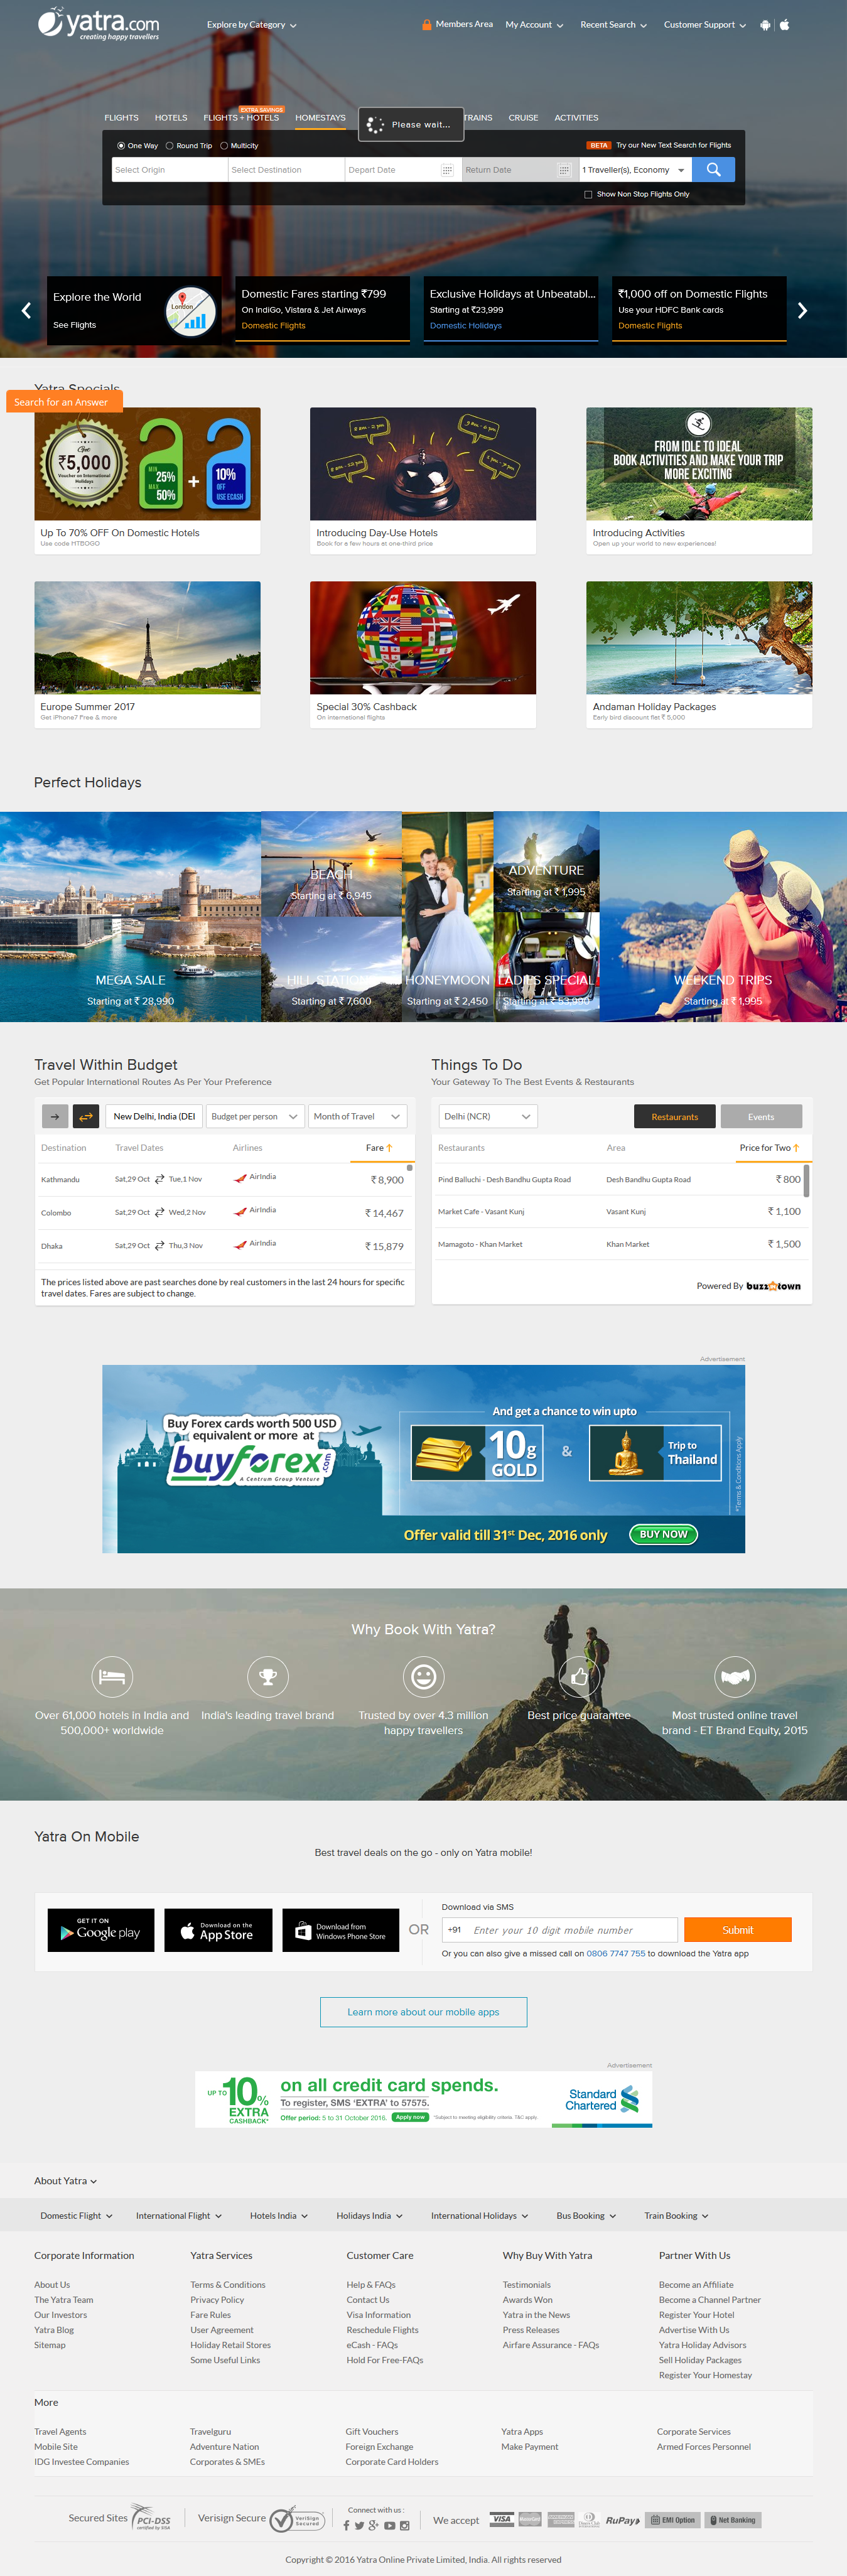 yatra.com
creating happy travellers
Explore by Category
Members Area
My Account
Recent Search
Customer Support
EXTRA SAVINGS
FLIGHTS
HOTELS
FLIGHTS + HOTELS
HOMESTAYS
Please wait...
TRAINS
CRUISE
ACTIVITIES
One Way
Round Trip
Multicity
BETA
Try our New Text Search for Flights
Select Origin
Select Destination
Depart Date
Return Date
1 Traveller(s), Economy
Show Non Stop Flights Only
Explore the World
See Flights
London
Domestic Fares starting ₹799
On IndiGo, Vistara & Jet Airways
Domestic Flights
Exclusive Holidays at Unbeatabl...
Starting at ₹23,999
Domestic Holidays
₹1,000 off on Domestic Flights
Use your HDFC Bank cards
Domestic Flights
Yatra Specials
Search for an Answer
₹5,000
Voucher on International
Holidays
MIN
25%
MAX
50%
+
10%
OFF
USE ECASH
FROM IDLE TO IDEAL
BOOK ACTIVITIES AND MAKE YOUR TRIP
MORE EXCITING
Up To 70% OFF On Domestic Hotels
Use code HTBOGO
Introducing Day-Use Hotels
Book for a few hours at one-third price
Introducing Activities
Open up your world to new experiences!
Europe Summer 2017
Get iPhone7 Free & more
Special 30% Cashback
On international flights
Andaman Holiday Packages
Early bird discount flat ₹ 5,000
Perfect Holidays
MEGA SALE
Starting at ₹ 28,990
BEACH
Starting at ₹ 6,945
HILL STATION
Starting at ₹ 7,600
HONEYMOON
Starting at ₹ 2,450
ADVENTURE
Starting at ₹ 1,995
LADIES SPECIAL
Starting at ₹ 53,990
WEEKEND TRIPS
Starting at ₹ 1,995
Travel Within Budget
Get Popular International Routes As Per Your Preference
New Delhi, India (DEL
Budget per person
Month of Travel
Destination
Travel Dates
Airlines
Fare
Kathmandu
Sat,29 Oct
Tue,1 Nov
AirIndia
₹ 8,900
Colombo
Sat,29 Oct
Wed,2 Nov
AirIndia
₹ 14,467
Dhaka
Sat,29 Oct
Thu,3 Nov
AirIndia
₹ 15,879
The prices listed above are past searches done by real customers in the last 24 hours for specific
travel dates. Fares are subject to change.
Things To Do
Your Gateway To The Best Events & Restaurants
Delhi (NCR)
Restaurants
Events
Restaurants
Area
Price for Two
Pind Balluchi - Desh Bandhu Gupta Road
Desh Bandhu Gupta Road
₹ 800
Market Cafe - Vasant Kunj
Vasant Kunj
₹ 1,100
Mamagoto - Khan Market
Khan Market
₹ 1,500
Powered By buzzintown
Advertisement
Buy Forex cards worth 500 USD
equivalent or more at
buyforex.com
A Centrum Group Venture
And get a chance to win upto
10g
GOLD
&
Trip to
Thailand
*Terms & Conditions Apply
Offer valid till 31st Dec, 2016 only
BUY NOW
Why Book With Yatra?
Over 61,000 hotels in India and
500,000+ worldwide
India's leading travel brand
Trusted by over 4.3 million
happy travellers
Best price guarantee
Most trusted online travel
brand - ET Brand Equity, 2015
Yatra On Mobile
Best travel deals on the go - only on Yatra mobile!
GET IT ON
Google play
Download on the
App Store
Download from
Windows Phone Store
OR
Download via SMS
+91
Enter your 10 digit mobile number
Submit
Or you can also give a missed call on 0806 7747 755 to download the Yatra app
Learn more about our mobile apps
Advertisement
UP TO
10%
EXTRA
CASHBACK*
on all credit card spends.
To register, SMS 'EXTRA' to 57575.
Offer period: 5 to 31 October 2016.
Apply now
*Subject to meeting eligibility criteria. T&C apply.
Standard
Chartered
About Yatra
Domestic Flight
International Flight
Hotels India
Holidays India
International Holidays
Bus Booking
Train Booking
Corporate Information
About Us
The Yatra Team
Our Investors
Yatra Blog
Sitemap
Yatra Services
Terms & Conditions
Privacy Policy
Fare Rules
User Agreement
Holiday Retail Stores
Some Useful Links
Customer Care
Help & FAQs
Contact Us
Visa Information
Reschedule Flights
eCash - FAQs
Hold For Free-FAQs
Why Buy With Yatra
Testimonials
Awards Won
Yatra in the News
Press Releases
Airfare Assurance - FAQs
Partner With Us
Become an Affiliate
Become a Channel Partner
Register Your Hotel
Advertise With Us
Yatra Holiday Advisors
Sell Holiday Packages
Register Your Homestay
More
Travel Agents
Mobile Site
IDG Investee Companies
Travelguru
Adventure Nation
Corporates & SMEs
Gift Vouchers
Foreign Exchange
Corporate Card Holders
Yatra Apps
Make Payment
Corporate Services
Armed Forces Personnel
Secured Sites
PCI-DSS
certified by SISA
Verisign Secure
VeriSign
Secured
Connect with us :
We accept
VISA
RuPay
EMI Option
Net Banking
Copyright © 2016 Yatra Online Private Limited, India. All rights reserved